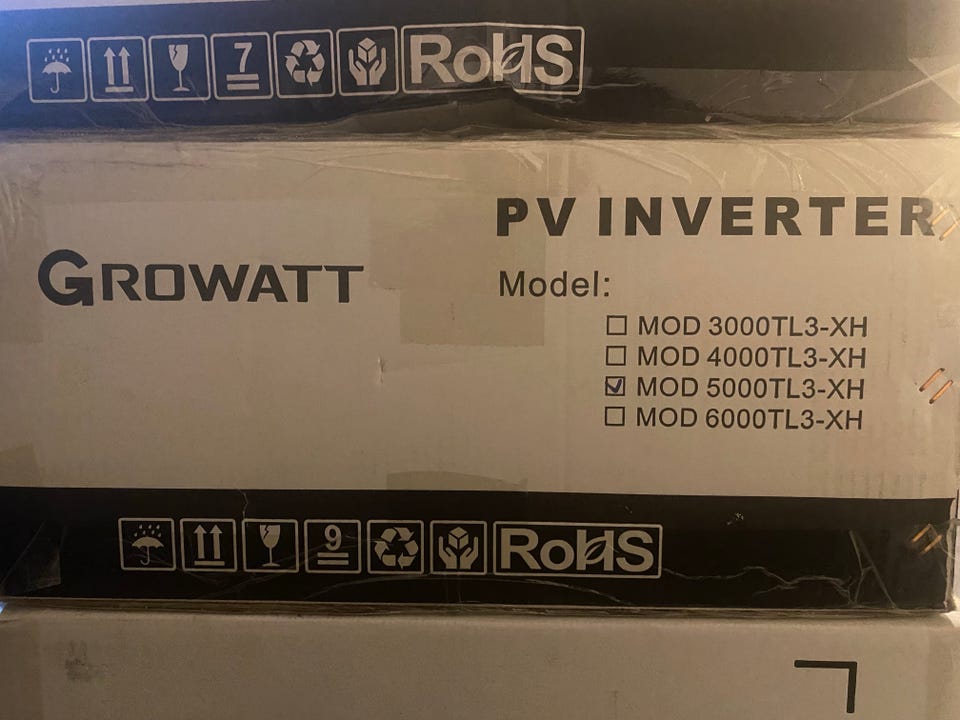 7 RoHS
PV INVERTER
GROWATT
Model:
☐ MOD 3000TL3-XH
☐ MOD 4000TL3-XH
☑ MOD 5000TL3-XH
☐ MOD 6000TL3-XH
9 RoHS